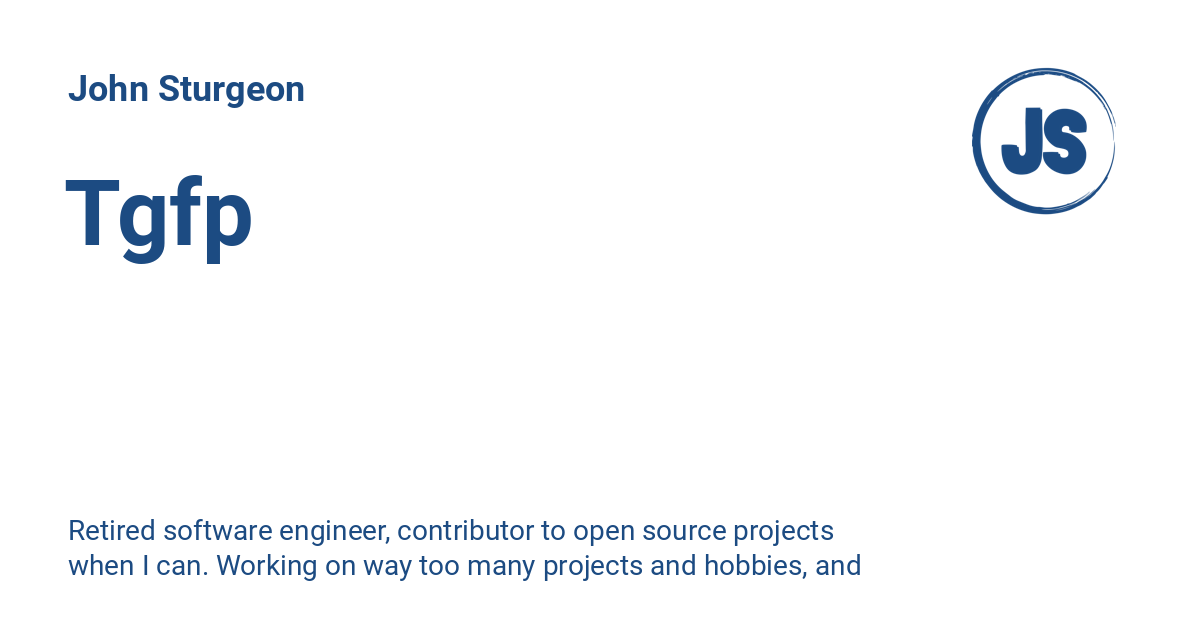 John Sturgeon
JS
Tgfp
Retired software engineer, contributor to open source projects
when I can. Working on way too many projects and hobbies, and